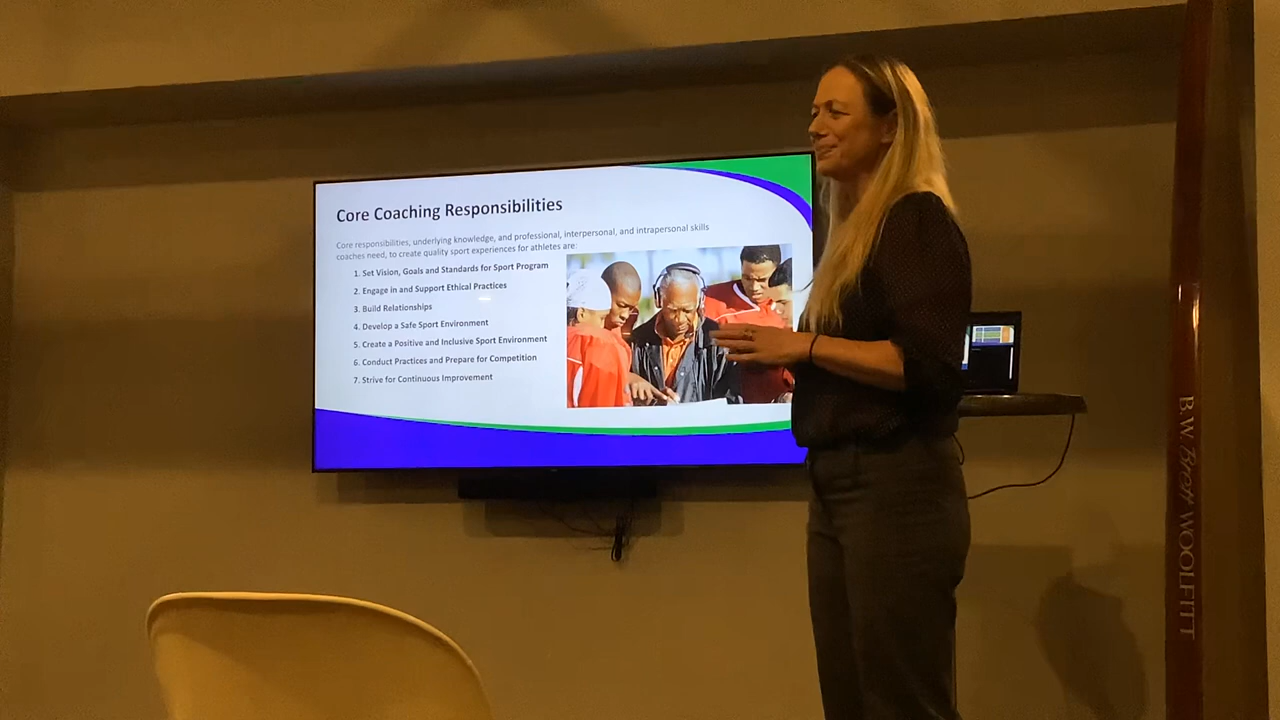 Core Coaching Responsibilities
Core responsibilities, underlying knowledge, and professional, interpersonal, and intrapersonal skills
coaches need, to create quality sport experiences for athletes are:
1. Set Vision, Goals and Standards for Sport Program
2. Engage in and Support Ethical Practices
3. Build Relationships
4. Develop a Safe Sport Environment
5. Create a Positive and Inclusive Sport Environment
6. Conduct Practices and Prepare for Competition
7. Strive for Continuous Improvement
B.W. Brett WOOLFITT